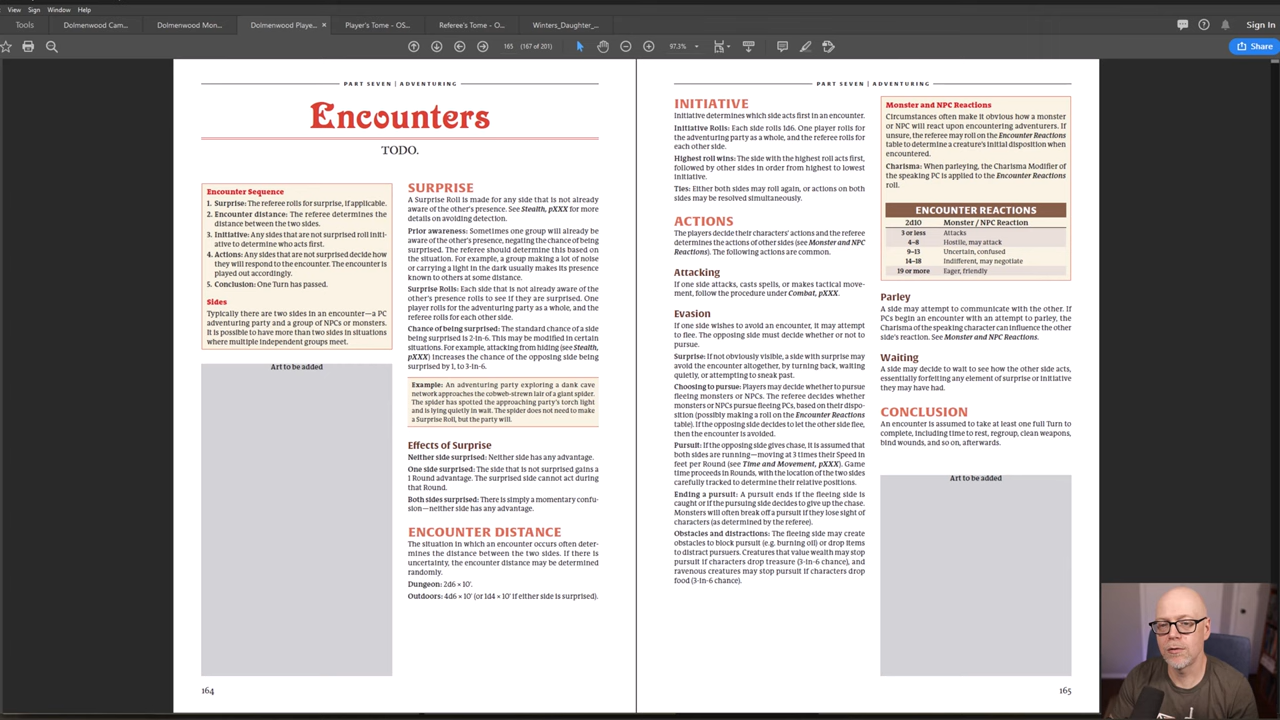 View Sign Window Help
Tools
Dolmenwood Cam...
Dolmenwood Mon...
Dolmenwood Playe... ×
Player's Tome - OS...
Referee's Tome - O...
Winters_Daughter_...
Sign In
165 (167 of 201)
97.3%
Share
PART SEVEN | ADVENTURING
Encounters
TODO.
Encounter Sequence
1. Surprise: The referee rolls for surprise, if applicable.
2. Encounter distance: The referee determines the
distance between the two sides.
3. Initiative: Any sides that are not surprised roll initi-
ative to determine who acts first.
4. Actions: Any sides that are not surprised decide how
they will respond to the encounter. The encounter is
played out accordingly.
5. Conclusion: One Turn has passed.
Sides
Typically there are two sides in an encounter—a PC
adventuring party and a group of NPCs or monsters.
It is possible to have more than two sides in situations
where multiple independent groups meet.
Art to be added
164
SURPRISE
A Surprise Roll is made for any side that is not already
aware of the other's presence. See Stealth, pXXX for more
details on avoiding detection.
Prior awareness: Sometimes one group will already be
aware of the other's presence, negating the chance of being
surprised. The referee should determine this based on
the situation. For example, a group making a lot of noise
or carrying a light in the dark usually makes its presence
known to others at some distance.
Surprise Rolls: Each side that is not already aware of the
other's presence rolls to see if they are surprised. One
player rolls for the adventuring party as a whole, and the
referee rolls for each other side.
Chance of being surprised: The standard chance of a side
being surprised is 2-in-6. This may be modified in certain
situations. For example, attacking from hiding (see Stealth,
pXXX) increases the chance of the opposing side being
surprised by 1, to 3-in-6.
Example: An adventuring party exploring a dank cave
network approaches the cobweb-strewn lair of a giant spider.
The spider has spotted the approaching party's torch light
and is lying quietly in wait. The spider does not need to make
a Surprise Roll, but the party will.
Effects of Surprise
Neither side surprised: Neither side has any advantage.
One side surprised: The side that is not surprised gains a
1 Round advantage. The surprised side cannot act during
that Round.
Both sides surprised: There is simply a momentary confu-
sion—neither side has any advantage.
ENCOUNTER DISTANCE
The situation in which an encounter occurs often deter-
mines the distance between the two sides. If there is
uncertainty, the encounter distance may be determined
randomly.
Dungeon: 2d6 × 10'.
Outdoors: 4d6 × 10' (or 1d4 × 10' if either side is surprised).
PART SEVEN | ADVENTURING
INITIATIVE
Initiative determines which side acts first in an encounter.
Initiative Rolls: Each side rolls 1d6. One player rolls for
the adventuring party as a whole, and the referee rolls for
each other side.
Highest roll wins: The side with the highest roll acts first,
followed by other sides in order from highest to lowest
initiative.
Ties: Either both sides may roll again, or actions on both
sides may be resolved simultaneously.
ACTIONS
The players decide their characters' actions and the referee
determines the actions of other sides (see Monster and NPC
Reactions). The following actions are common.
Attacking
If one side attacks, casts spells, or makes tactical move-
ment, follow the procedure under Combat, pXXX.
Evasion
If one side wishes to avoid an encounter, it may attempt
to flee. The opposing side must decide whether or not to
pursue.
Surprise: If not obviously visible, a side with surprise may
avoid the encounter altogether, by turning back, waiting
quietly, or attempting to sneak past.
Choosing to pursue: Players may decide whether to pursue
fleeing monsters or NPCs. The referee decides whether
monsters or NPCs pursue fleeing PCs, based on their dispo-
sition (possibly making a roll on the Encounter Reactions
table). If the opposing side decides to let the other side flee,
then the encounter is avoided.
Pursuit: If the opposing side gives chase, it is assumed that
both sides are running—moving at 3 times their Speed in
feet per Round (see Time and Movement, pXXX). Game
time proceeds in Rounds, with the location of the two sides
carefully tracked to determine their relative positions.
Ending a pursuit: A pursuit ends if the fleeing side is
caught or if the pursuing side decides to give up the chase.
Monsters will often break off a pursuit if they lose sight of
characters (as determined by the referee).
Obstacles and distractions: The fleeing side may create
obstacles to block pursuit (e.g. burning oil) or drop items
to distract pursuers. Creatures that value wealth may stop
pursuit if characters drop treasure (3-in-6 chance), and
ravenous creatures may stop pursuit if characters drop
food (3-in-6 chance).
Monster and NPC Reactions
Circumstances often make it obvious how a monster
or NPC will react upon encountering adventurers. If
unsure, the referee may roll on the Encounter Reactions
table to determine a creature's initial disposition when
encountered.
Charisma: When parleying, the Charisma Modifier of
the speaking PC is applied to the Encounter Reactions
roll.
ENCOUNTER REACTIONS
2d10 Monster / NPC Reaction
3 or less Attacks
4–8 Hostile, may attack
9–13 Uncertain, confused
14–18 Indifferent, may negotiate
19 or more Eager, friendly
Parley
A side may attempt to communicate with the other. If
PCs begin an encounter with an attempt to parley, the
Charisma of the speaking character can influence the other
side's reaction. See Monster and NPC Reactions.
Waiting
A side may decide to wait to see how the other side acts,
essentially forfeiting any element of surprise or initiative
they may have had.
CONCLUSION
An encounter is assumed to take at least one full Turn to
complete, including time to rest, regroup, clean weapons,
bind wounds, and so on, afterwards.
Art to be added
165